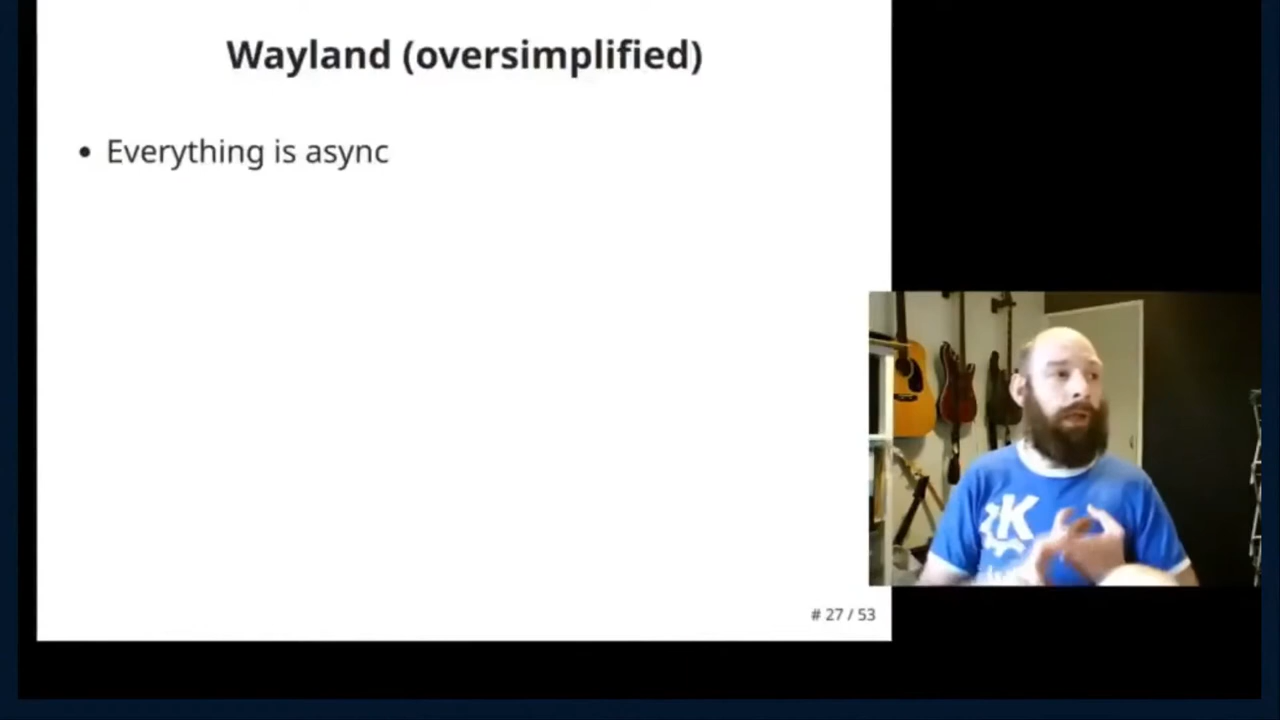 Wayland (oversimplified)
• Everything is async
K
# 27 / 53